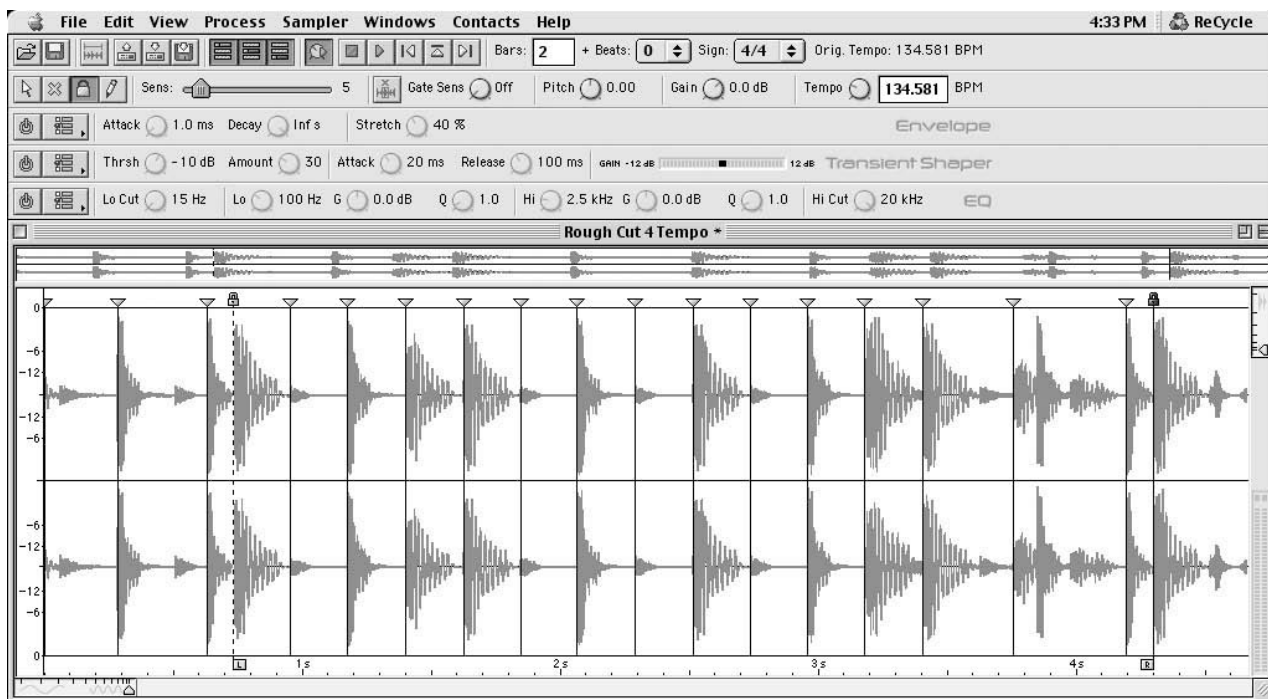 File Edit View Process Sampler Windows Contacts Help 4:33 PM ReCycle
Bars: 2 + Beats: 0 Sign: 4/4 Orig. Tempo: 134.581 BPM
Sens: 5 Gate Sens Off Pitch 0.00 Gain 0.0 dB Tempo 134.581 BPM
Attack 1.0 ms Decay Inf s Stretch 40 % Envelope
Thrsh -10 dB Amount 30 Attack 20 ms Release 100 ms GAIN -12 dB 12 dB Transient Shaper
Lo Cut 15 Hz Lo 100 Hz G 0.0 dB Q 1.0 Hi 2.5 kHz G 0.0 dB Q 1.0 Hi Cut 20 kHz EQ
Rough Cut 4 Tempo *
0
-6
-12
-12
-6
-6
-12
-12
-6
0
L 1s 2s 3s 4s R